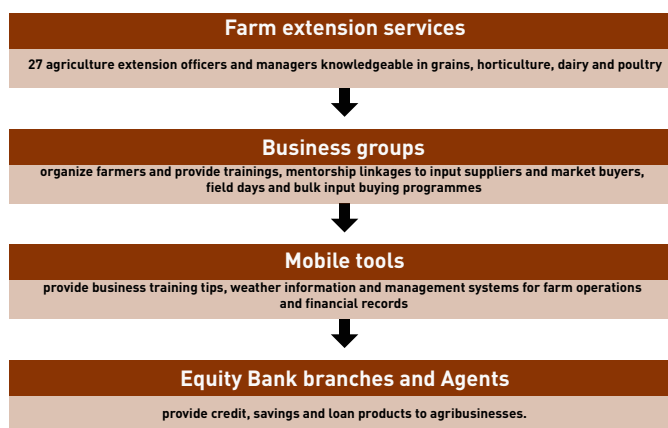 Farm extension services
27 agriculture extension officers and managers knowledgeable in grains, horticulture, dairy and poultry
Business groups
organize farmers and provide trainings, mentorship linkages to input suppliers and market buyers,
field days and bulk input buying programmes
Mobile tools
provide business training tips, weather information and management systems for farm operations
and financial records
Equity Bank branches and Agents
provide credit, savings and loan products to agribusinesses.